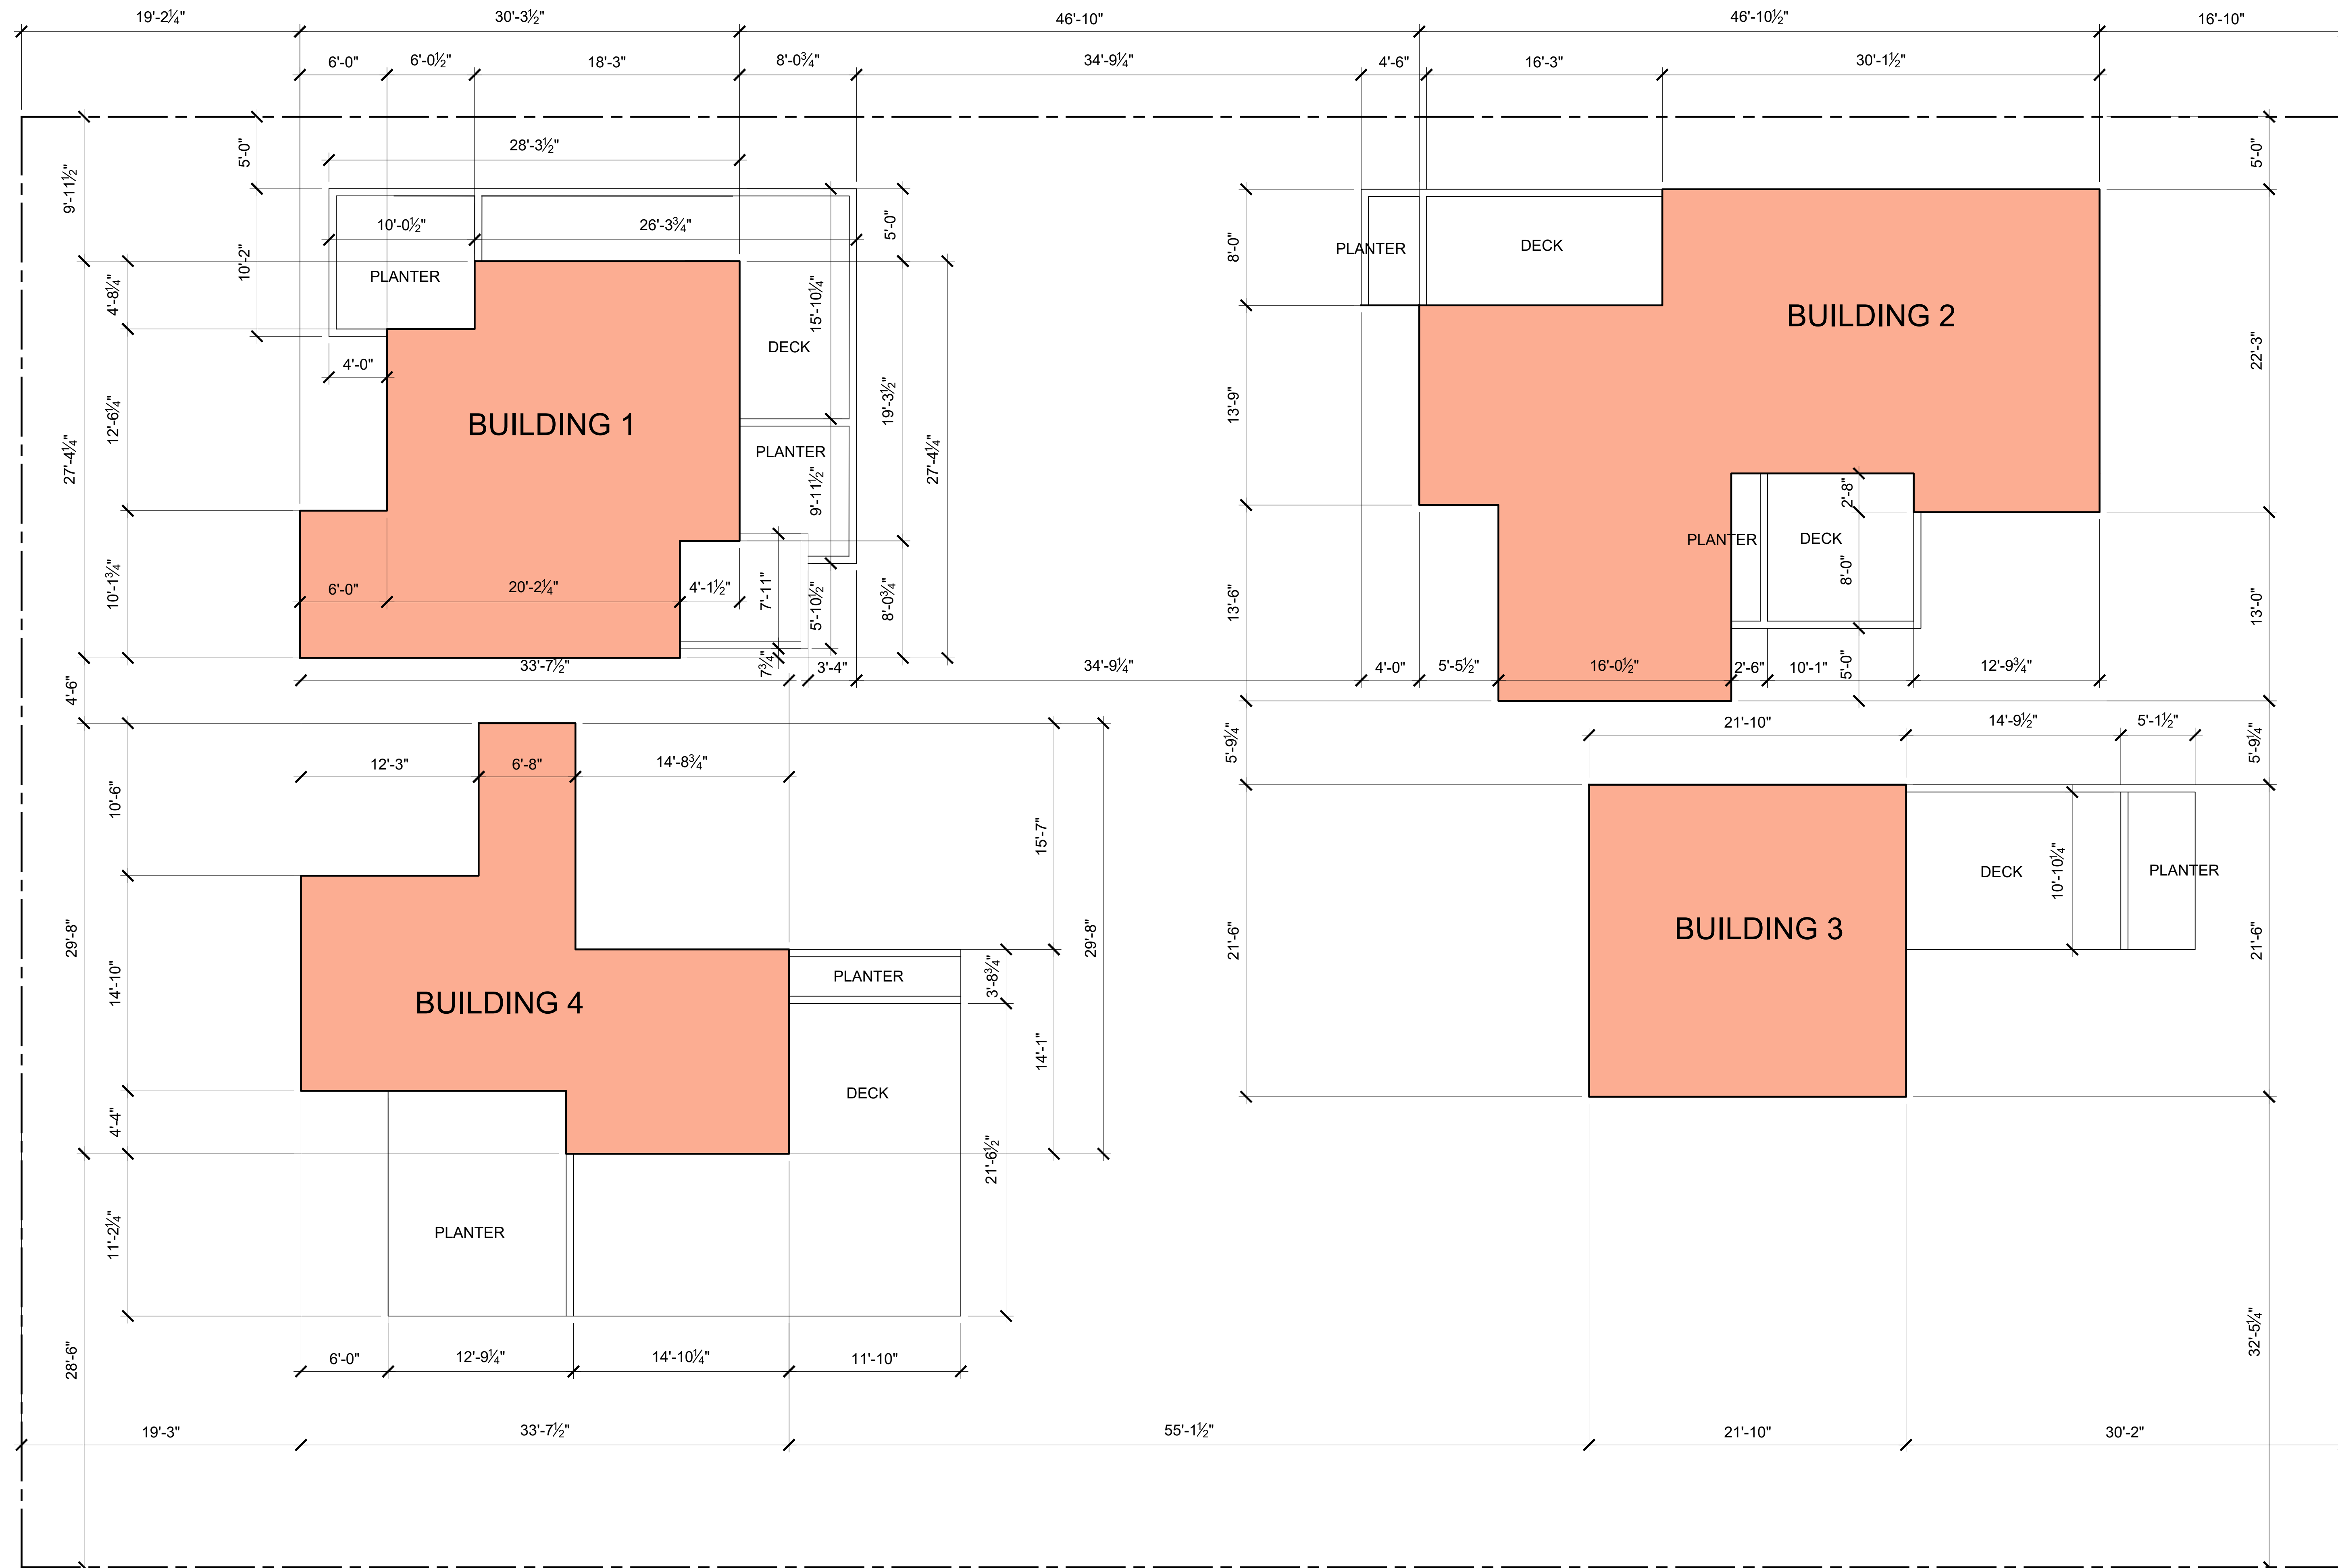 19'-2¼" 30'-3½" 46'-10" 46'-10½" 16'-10"
6'-0" 6'-0½" 18'-3" 8'-0¾" 34'-9¼" 4'-6" 16'-3" 30'-1½"
9'-11½" 5'-0" 28'-3½" 5'-0"
10'-2" 10'-0½" 26'-3¾" 5'-0" 8'-0" PLANTER DECK
4'-8¼" PLANTER 15'-10¼" BUILDING 2
4'-0" DECK 22'-3"
27'-4¼" 12'-6¼" BUILDING 1 19'-3½" 27'-4¼" 13'-9"
PLANTER 9'-11½" 2'-8"
PLANTER DECK
10'-1¾" 6'-0" 20'-2¼" 4'-1½" 7'-11" 5'-10½" 8'-0¾" 13'-6" 8'-0" 13'-0"
4'-6" 33'-7½" 7¾" 3'-4" 34'-9¼" 4'-0" 5'-5½" 16'-0½" 2'-6" 10'-1" 5'-0" 12'-9¾"
5'-9¼" 21'-10" 14'-9½" 5'-1½" 5'-9¼"
10'-6" 12'-3" 6'-8" 14'-8¾" 15'-7"
DECK 10'-10¼" PLANTER
29'-8" 29'-8" 21'-6" BUILDING 3 21'-6"
14'-10" BUILDING 4 PLANTER 3'-8¾"
14'-1"
4'-4" DECK
21'-6½"
11'-2¼" PLANTER
28'-6" 6'-0" 12'-9¼" 14'-10¼" 11'-10" 32'-5¼"
19'-3" 33'-7½" 55'-1½" 21'-10" 30'-2"